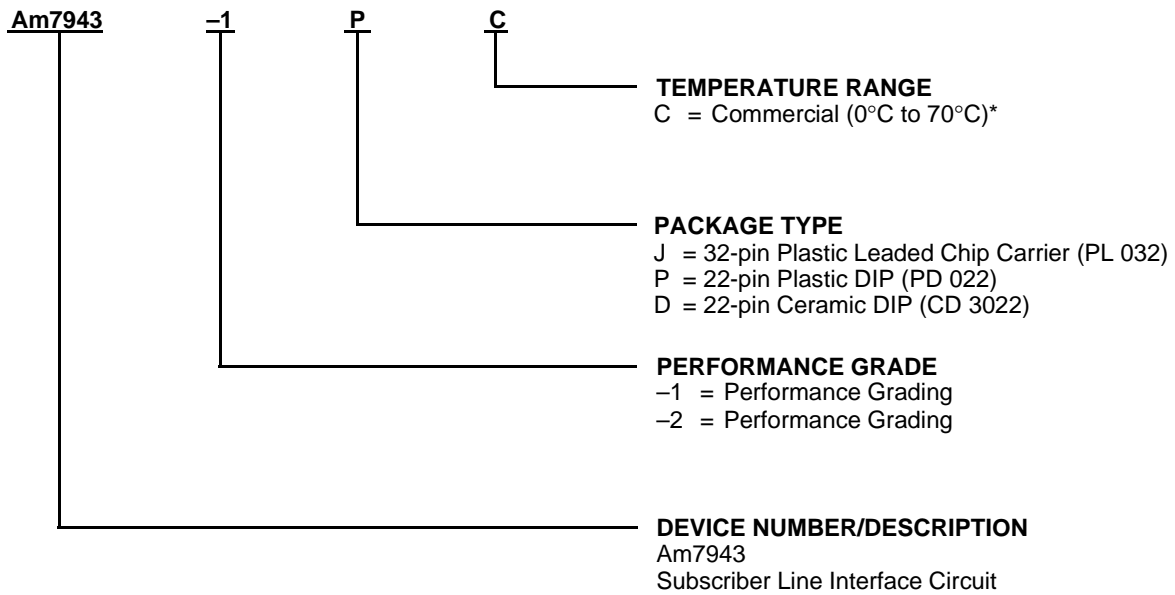 Am7943 –1 P C
TEMPERATURE RANGE
C = Commercial (0°C to 70°C)*
PACKAGE TYPE
J = 32-pin Plastic Leaded Chip Carrier (PL 032)
P = 22-pin Plastic DIP (PD 022)
D = 22-pin Ceramic DIP (CD 3022)
PERFORMANCE GRADE
–1 = Performance Grading
–2 = Performance Grading
DEVICE NUMBER/DESCRIPTION
Am7943
Subscriber Line Interface Circuit